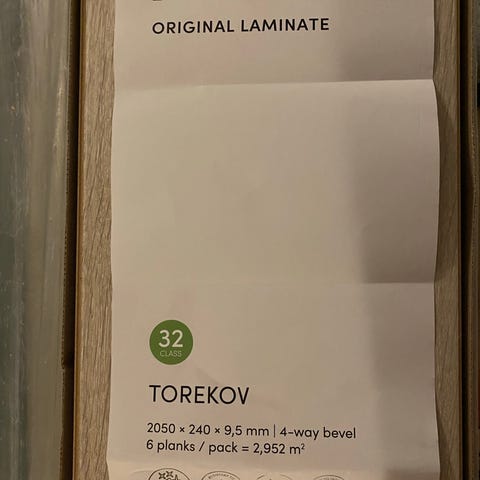 ORIGINAL LAMINATE
32
CLASS
TOREKOV
2050 × 240 × 9,5 mm | 4-way bevel
6 planks / pack = 2,952 m²